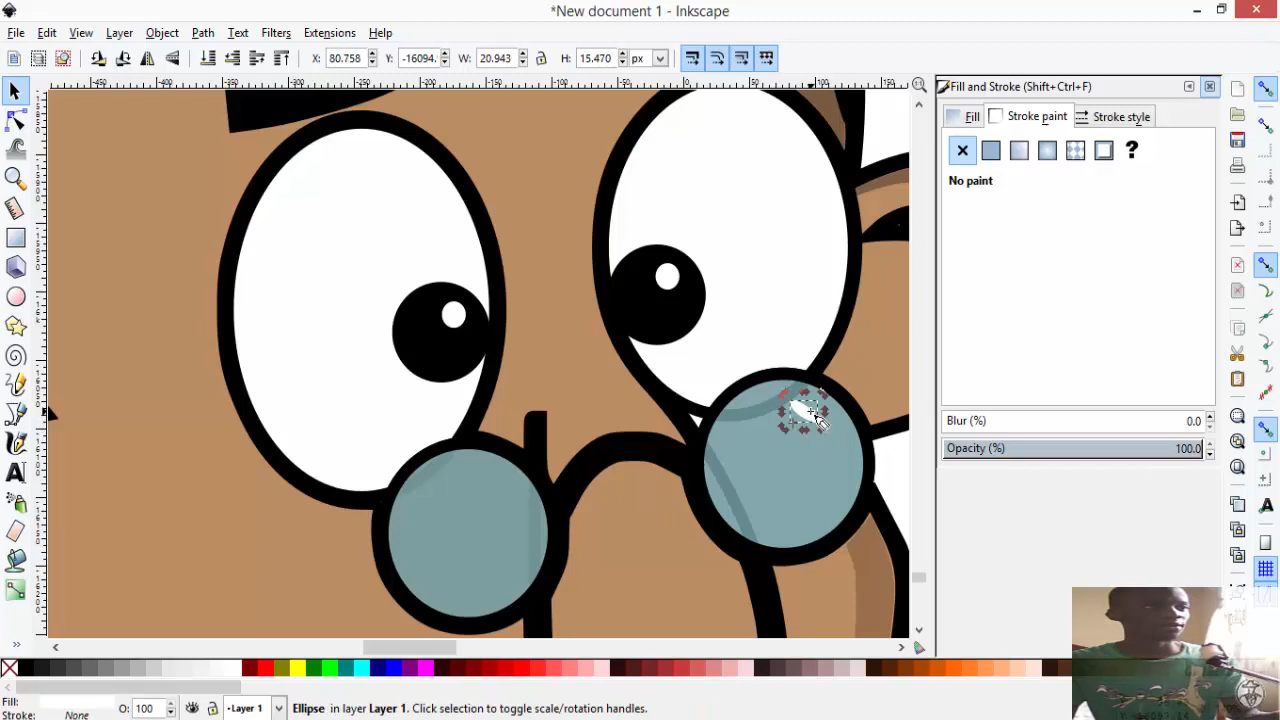 *New document 1 - Inkscape
File Edit View Layer Object Path Text Filters Extensions Help
X: 80.758 Y: -16094. W: 20.943 H: 15.470 px
Fill and Stroke (Shift+Ctrl+F)
Fill Stroke paint Stroke style
No paint
Blur (%) 0.0
Opacity (%) 100.0
Fill:
Stroke: None O: 100 Layer 1 Ellipse in layer Layer 1. Click selection to toggle scale/rotation handles.